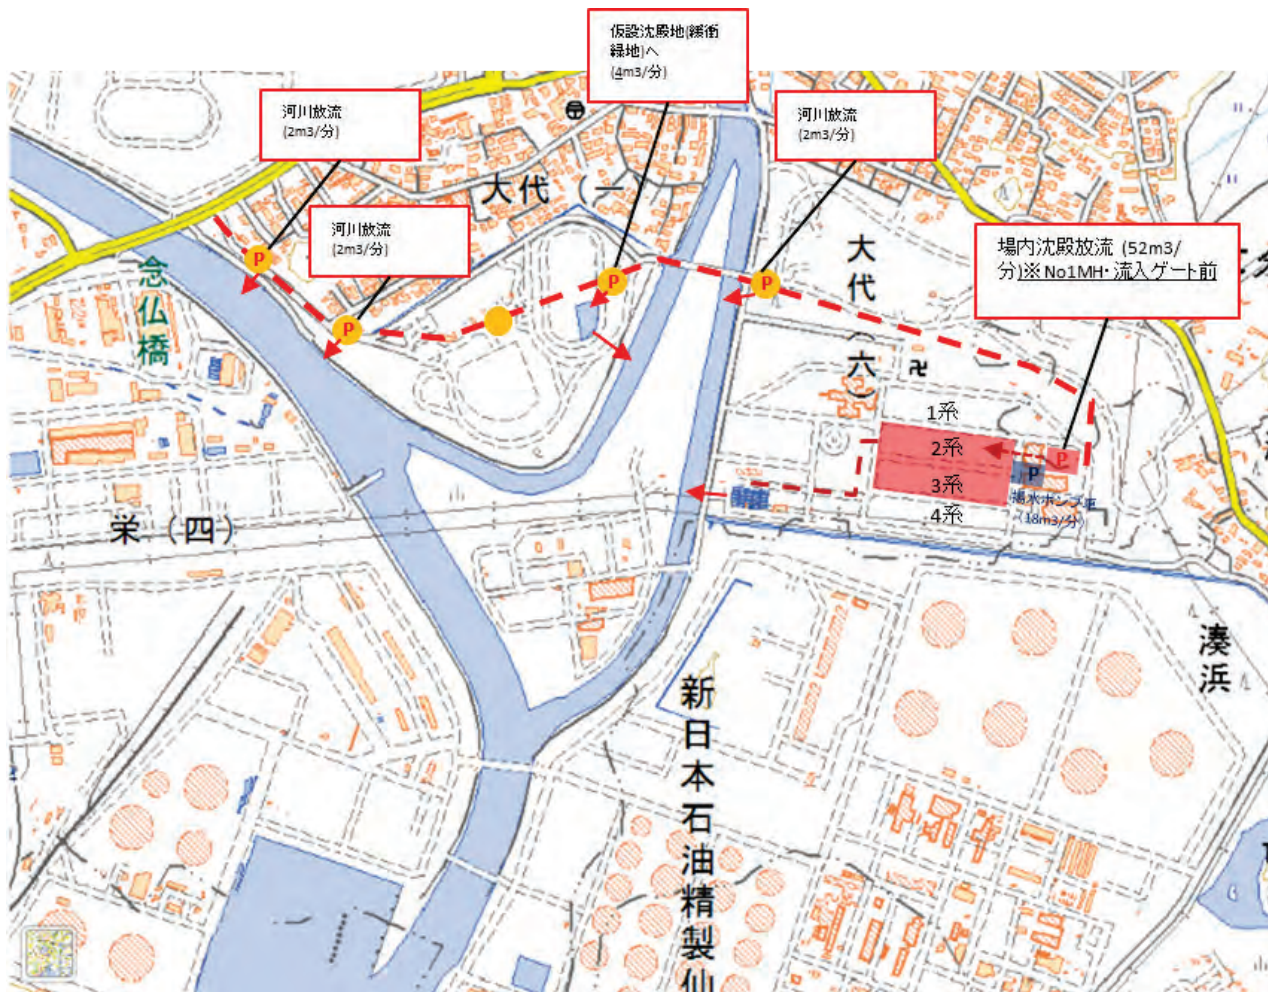 仮設沈殿地(緩衝
緑地)へ
(4m3/分)
河川放流
(2m3/分)
河川放流
(2m3/分)
河川放流
(2m3/分)
場内沈殿放流 (52m3/
分)※No1MH・流入ゲート前
大代（一
P
P
P
P
念仏橋
大代（六）
卍
1系
2系
3系
4系
P
P
揚水ポンプ車
(18m3/分)
栄（四）
湊浜
新日本石油精製仙